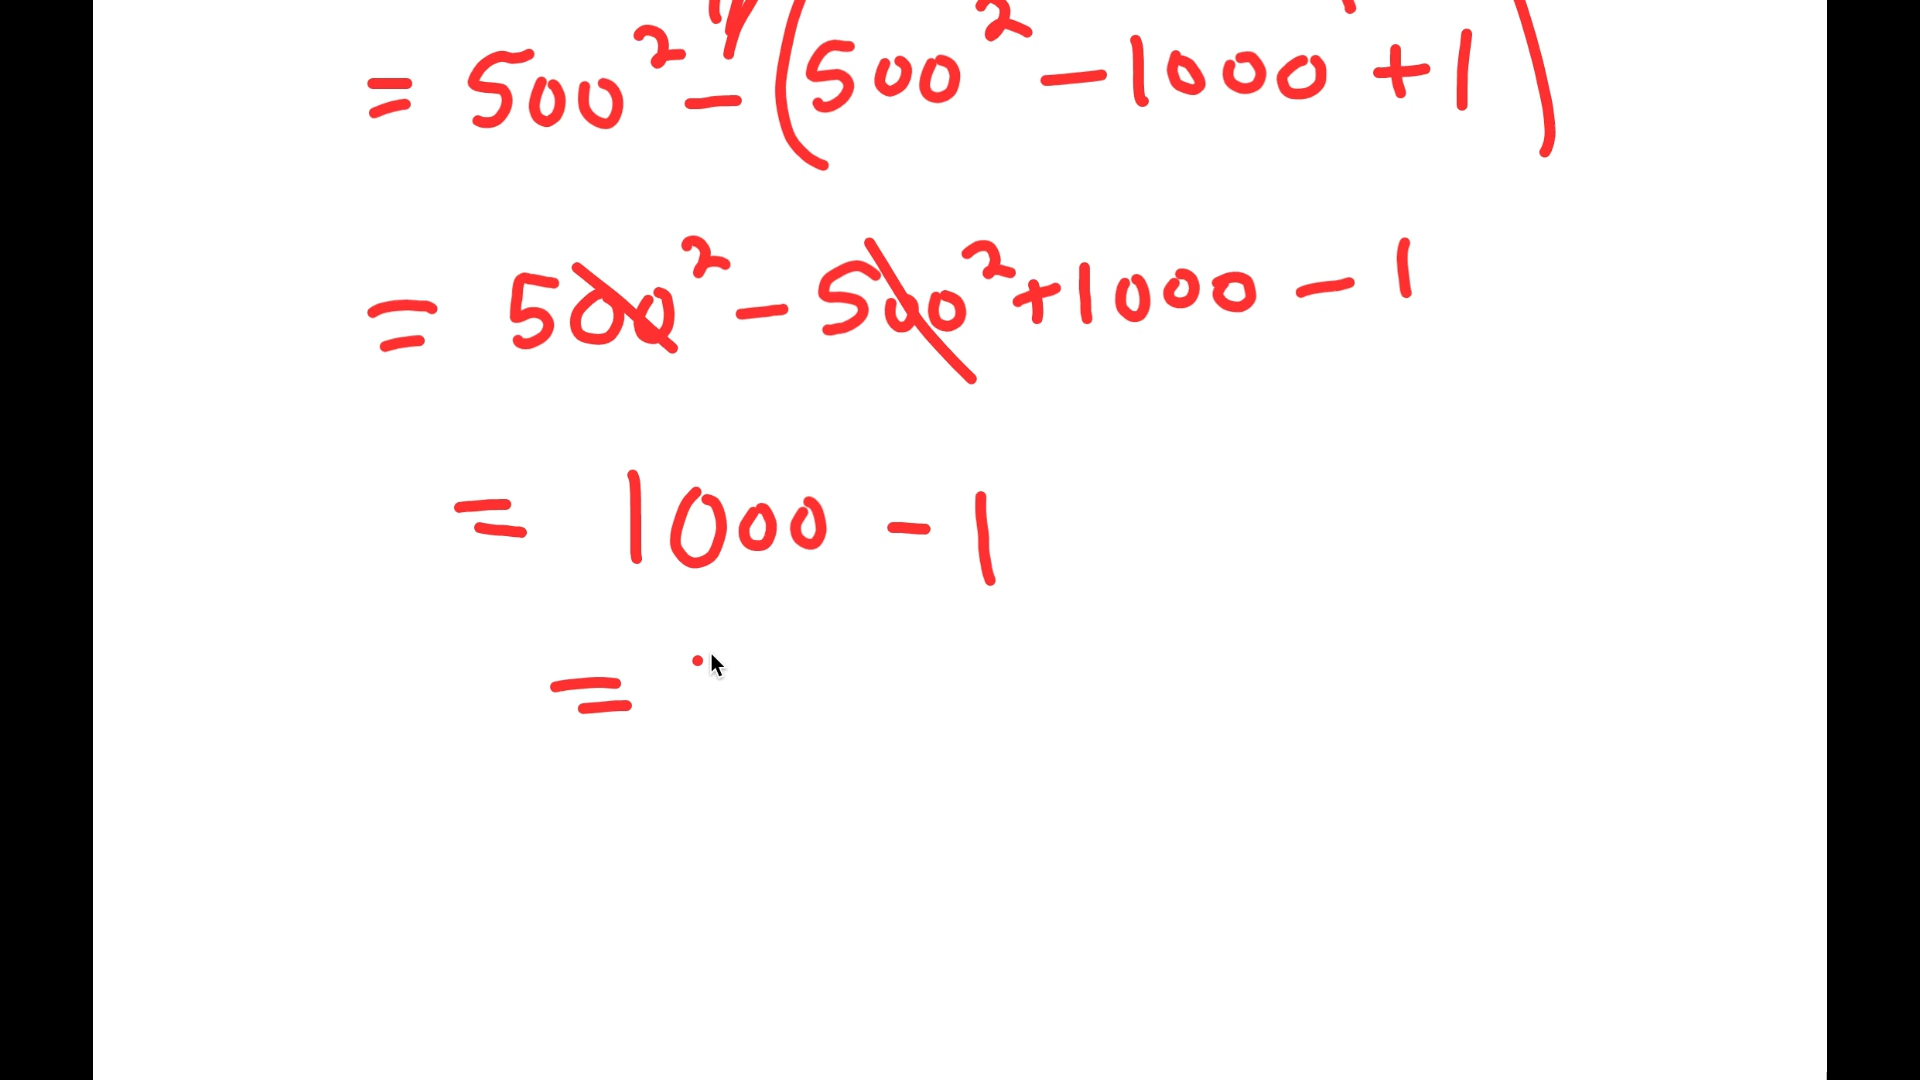 = 500² - (500² - 1000 + 1)
= 500² - 500² + 1000 - 1
= 1000 - 1
=